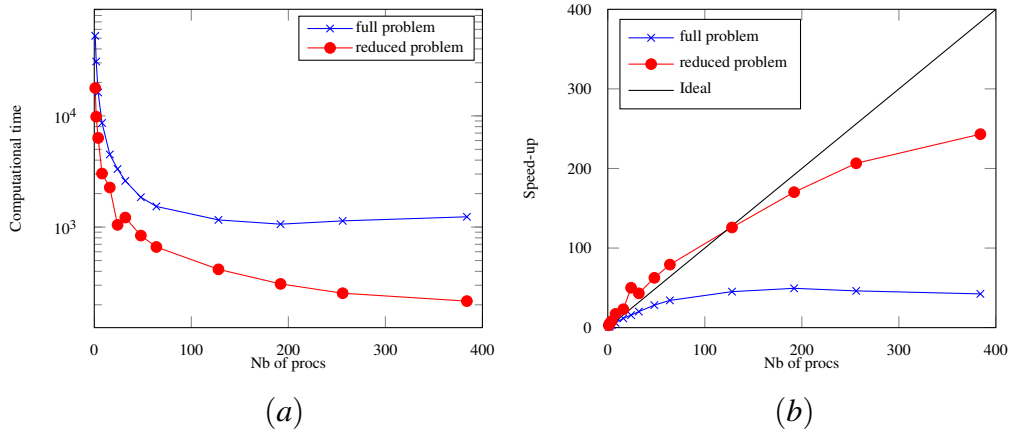 full problem
reduced problem
10^4
10^3
Computational time
0
100
200
300
400
Nb of procs
(a)
400
300
200
100
0
full problem
reduced problem
Ideal
Speed-up
0
100
200
300
400
Nb of procs
(b)